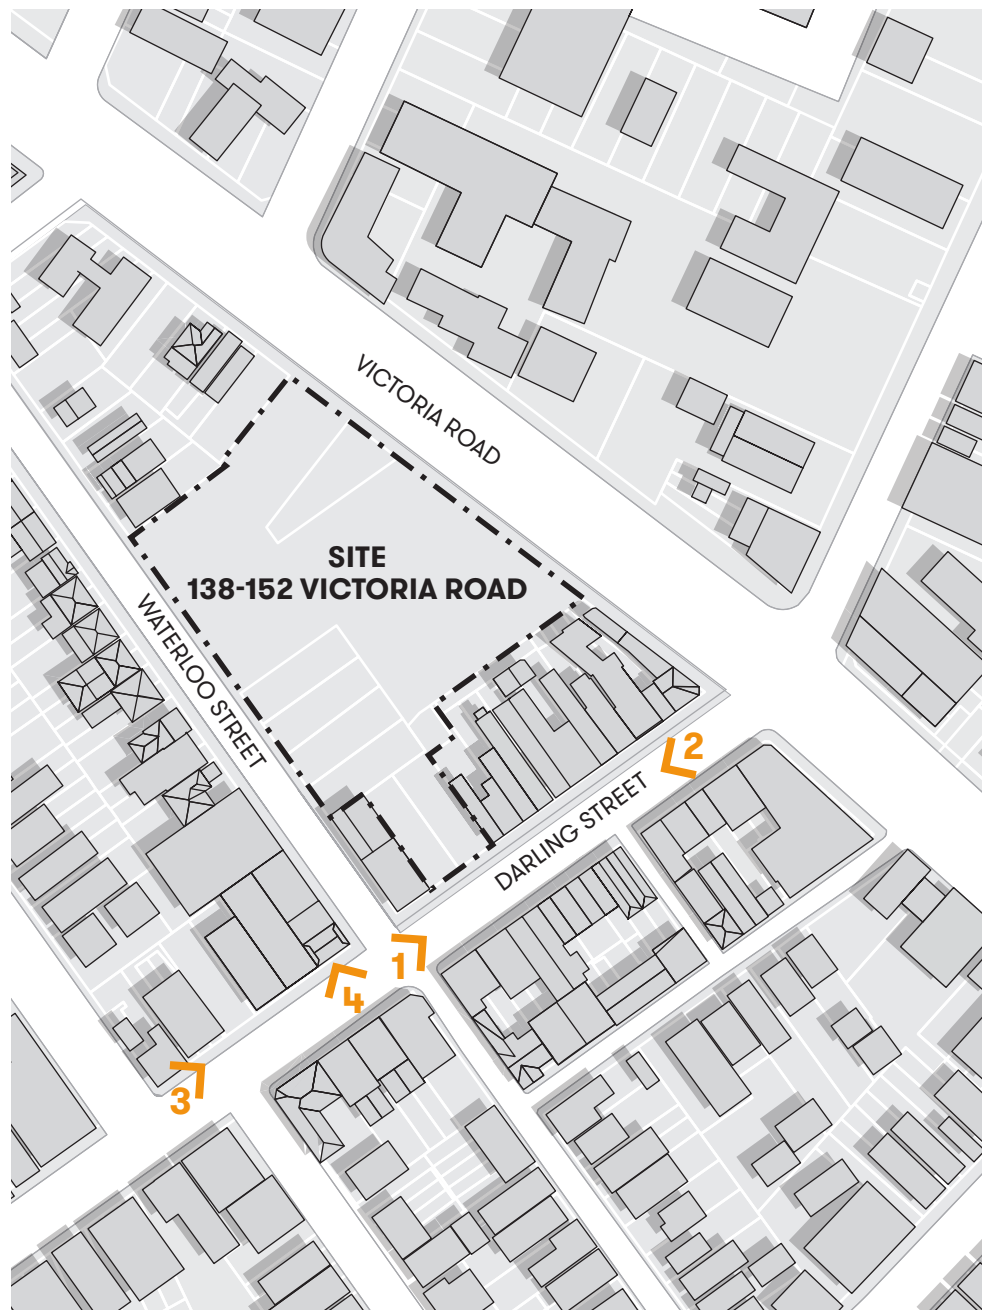 VICTORIA ROAD
SITE
138-152 VICTORIA ROAD
WATERLOO STREET
2
DARLING STREET
1
4
3